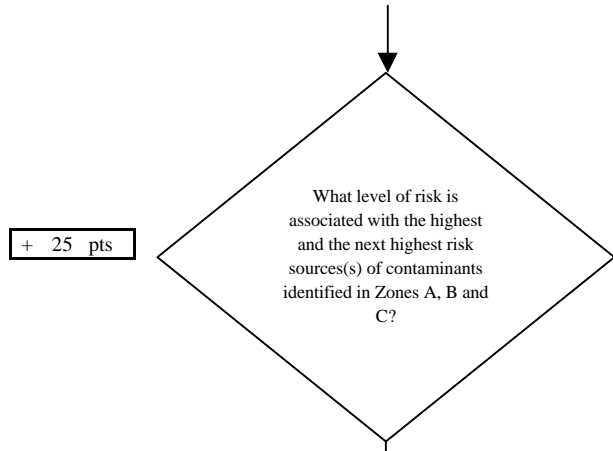 What level of risk is
associated with the highest
and the next highest risk
sources(s) of contaminants
identified in Zones A, B and
C?
+ 25 pts